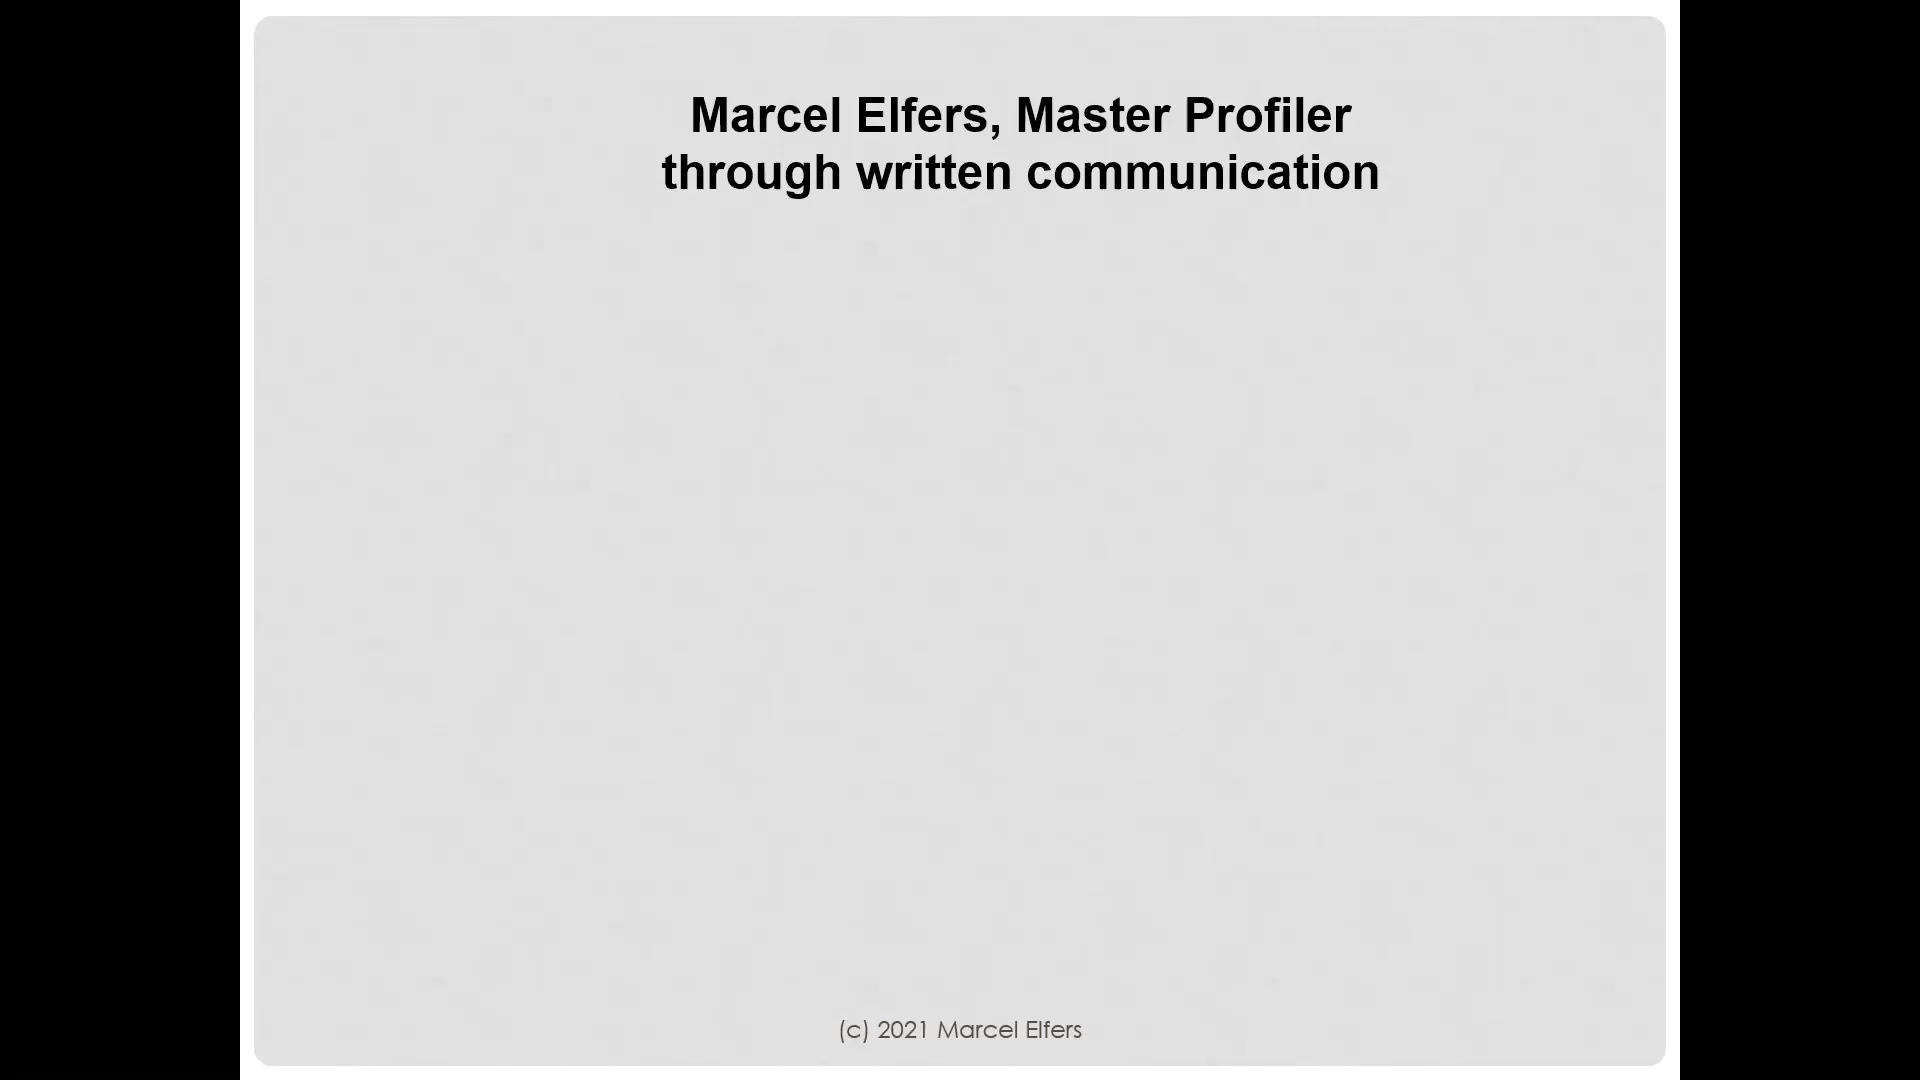 Marcel Elfers, Master Profiler
through written communication
(c) 2021 Marcel Elfers